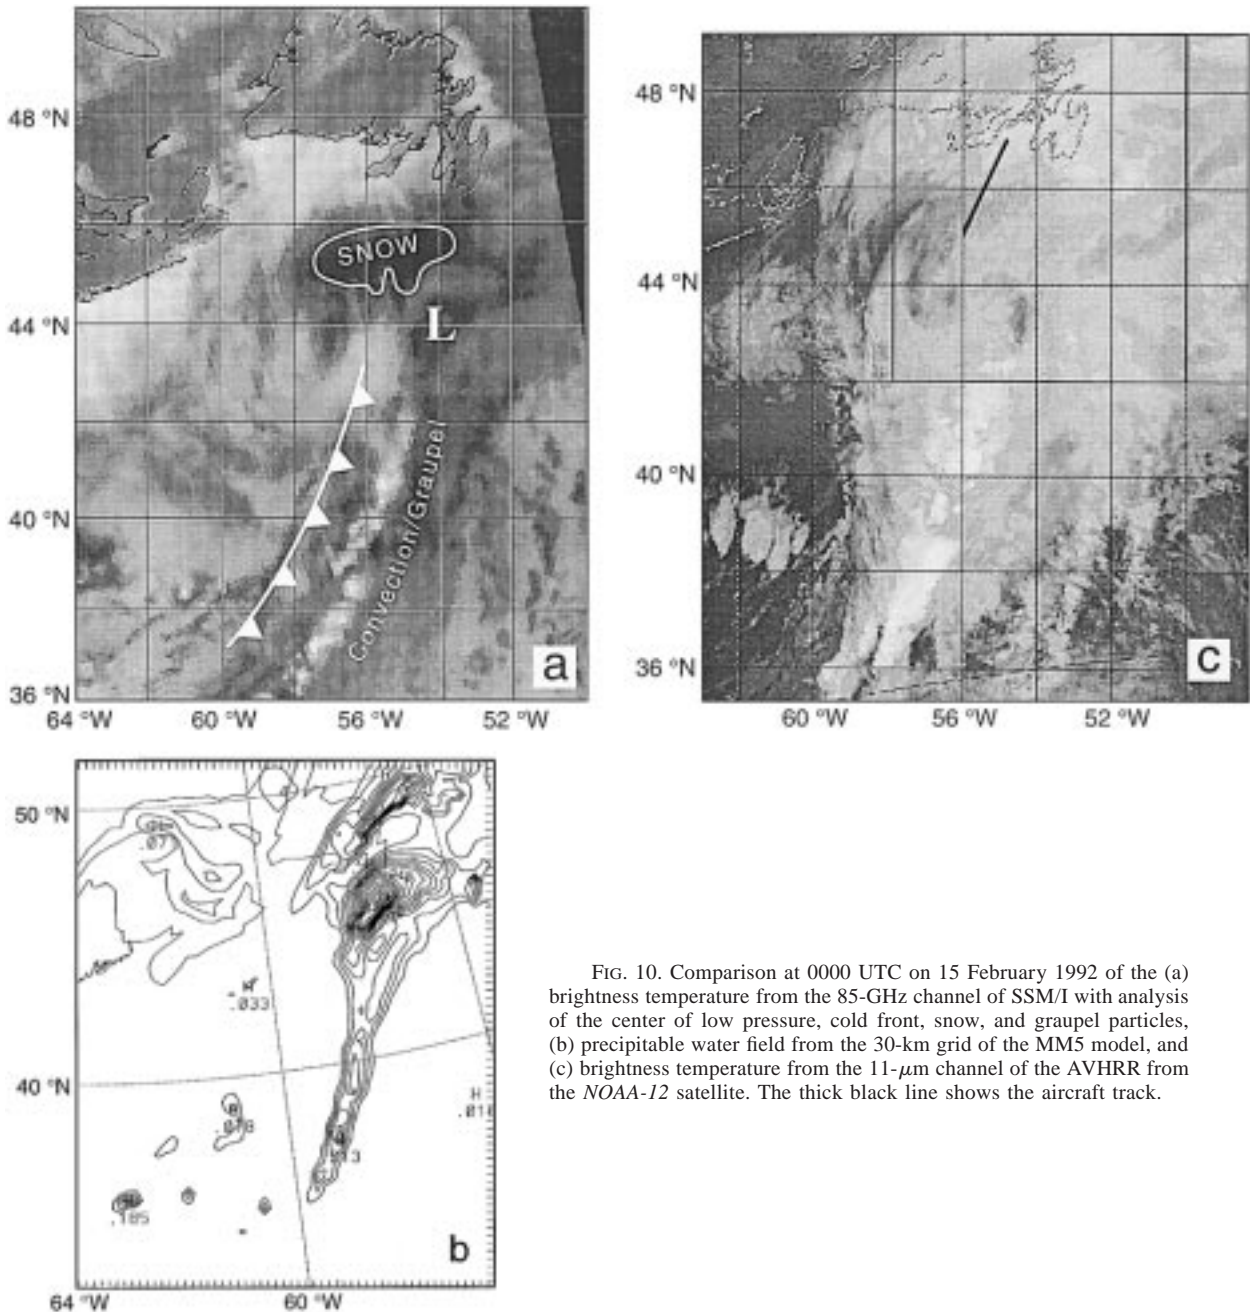 48 °N
46 °N
44 °N
42 °N
40 °N
36 °N
64 °W
60 °W
56 °W
52 °W
SNOW
L
Convection/Graupel
a
48 °N
44 °N
40 °N
36 °N
60 °W
56 °W
52 °W
c
50 °N
40 °N
64 °W
60 °W
.07
.033
H
.185
b
FIG. 10. Comparison at 0000 UTC on 15 February 1992 of the (a)
brightness temperature from the 85-GHz channel of SSM/I with analysis
of the center of low pressure, cold front, snow, and graupel particles,
(b) precipitable water field from the 30-km grid of the MM5 model, and
(c) brightness temperature from the 11-μm channel of the AVHRR from
the NOAA-12 satellite. The thick black line shows the aircraft track.